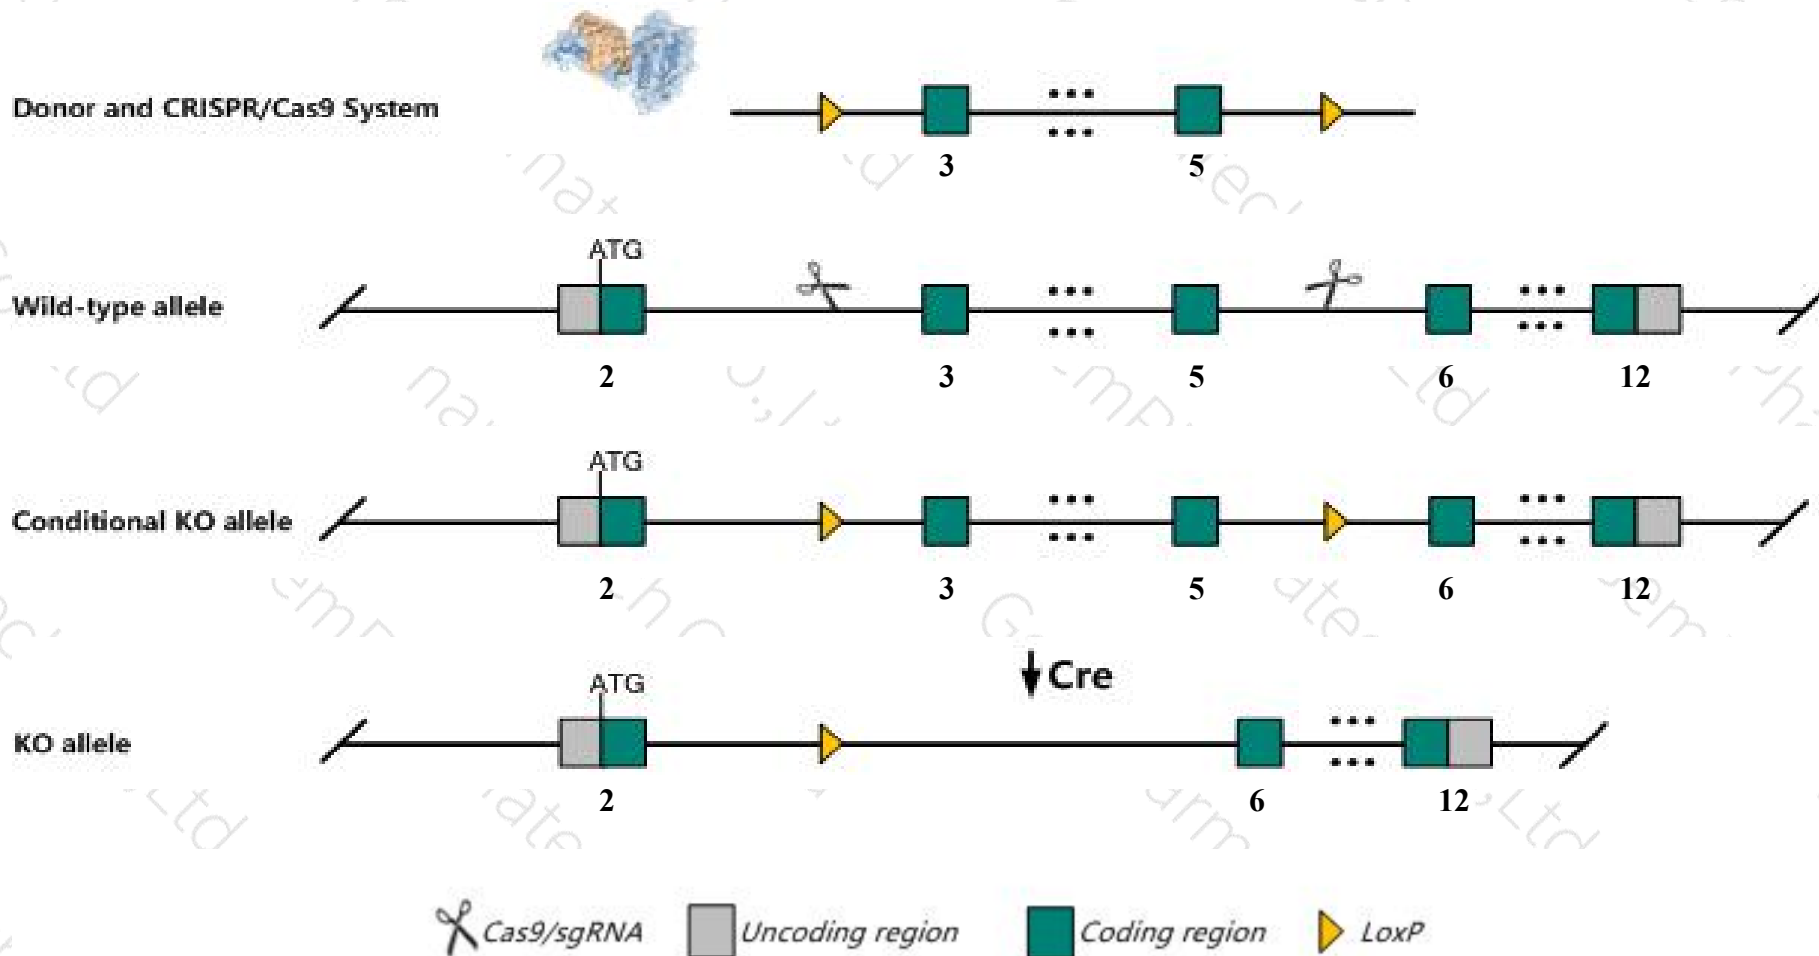 Donor and CRISPR/Cas9 System
3 5
ATG
Wild-type allele
2 3 5 6 12
ATG
Conditional KO allele
2 3 5 6 12
Cre
ATG
KO allele
2 6 12
Cas9/sgRNA Uncoding region Coding region LoxP